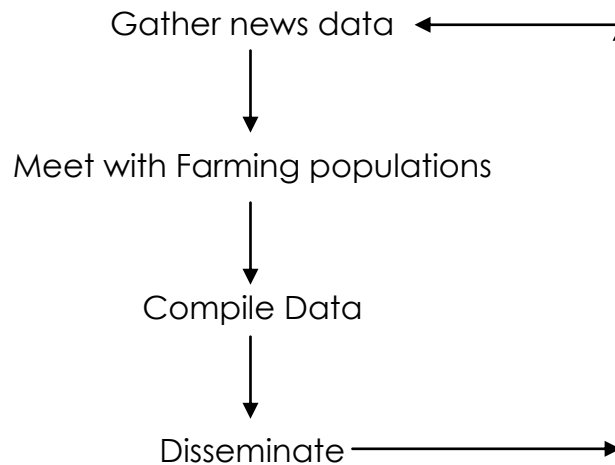 Gather news data
Meet with Farming populations
Compile Data
Disseminate